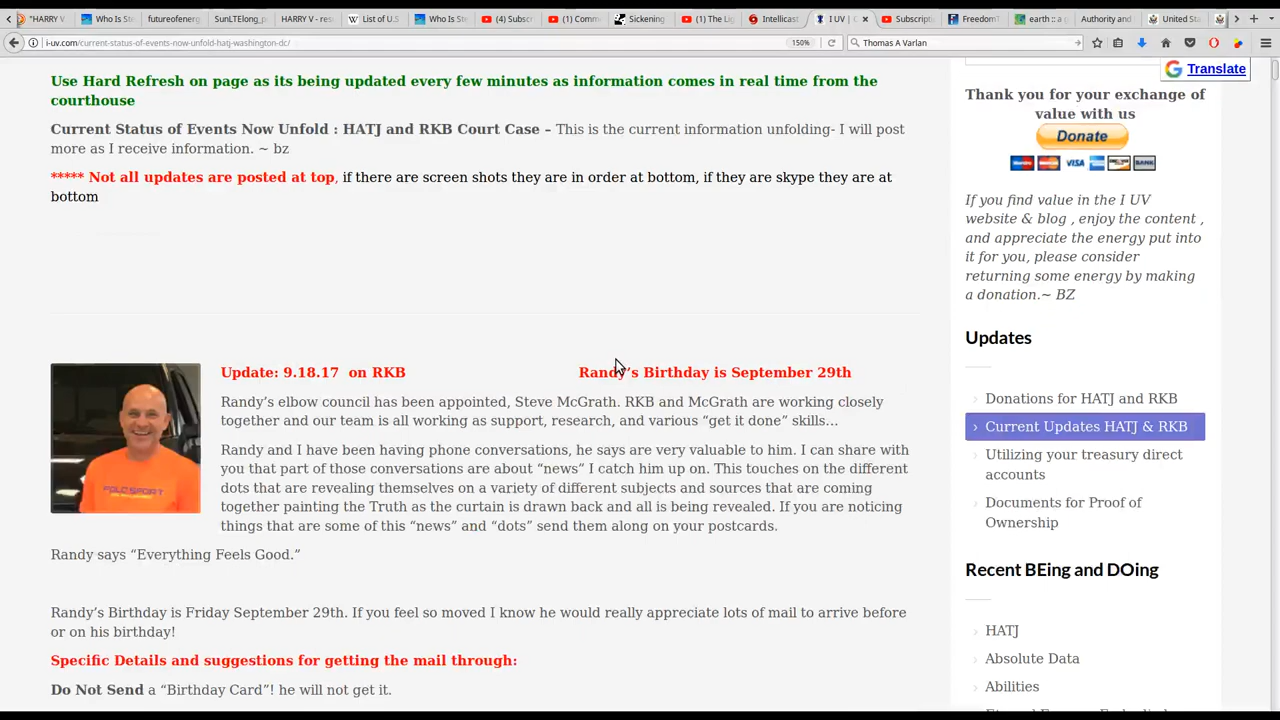 "HARRY V
Who Is Ste
futureofenerg
SunLTElong_p
HARRY V - res
List of U.S
Who Is Ste
(4) Subscr
(1) Comm
Sickening
(1) The Lig
Intellicast
I UV | C
Subscripti
FreedomT
earth :: a g
Authority and
United Sta
i-uv.com/current-status-of-events-now-unfold-hatj-washington-dc/
150%
Thomas A Varlan
Translate
Use Hard Refresh on page as its being updated every few minutes as information comes in real time from the
courthouse
Current Status of Events Now Unfold : HATJ and RKB Court Case – This is the current information unfolding- I will post
more as I receive information. ~ bz
***** Not all updates are posted at top, if there are screen shots they are in order at bottom, if they are skype they are at
bottom
Update: 9.18.17 on RKB
Randy's Birthday is September 29th
Randy's elbow council has been appointed, Steve McGrath. RKB and McGrath are working closely
together and our team is all working as support, research, and various “get it done” skills…
Randy and I have been having phone conversations, he says are very valuable to him. I can share with
you that part of those conversations are about “news” I catch him up on. This touches on the different
dots that are revealing themselves on a variety of different subjects and sources that are coming
together painting the Truth as the curtain is drawn back and all is being revealed. If you are noticing
things that are some of this “news” and “dots” send them along on your postcards.
Randy says “Everything Feels Good.”
Randy's Birthday is Friday September 29th. If you feel so moved I know he would really appreciate lots of mail to arrive before
or on his birthday!
Specific Details and suggestions for getting the mail through:
Do Not Send a “Birthday Card”! he will not get it.
Thank you for your exchange of
value with us
Donate
VISA
BANK
If you find value in the I UV
website & blog , enjoy the content ,
and appreciate the energy put into
it for you, please consider
returning some energy by making
a donation.~ BZ
Updates
Donations for HATJ and RKB
Current Updates HATJ & RKB
Utilizing your treasury direct
accounts
Documents for Proof of
Ownership
Recent BEing and DOing
HATJ
Absolute Data
Abilities